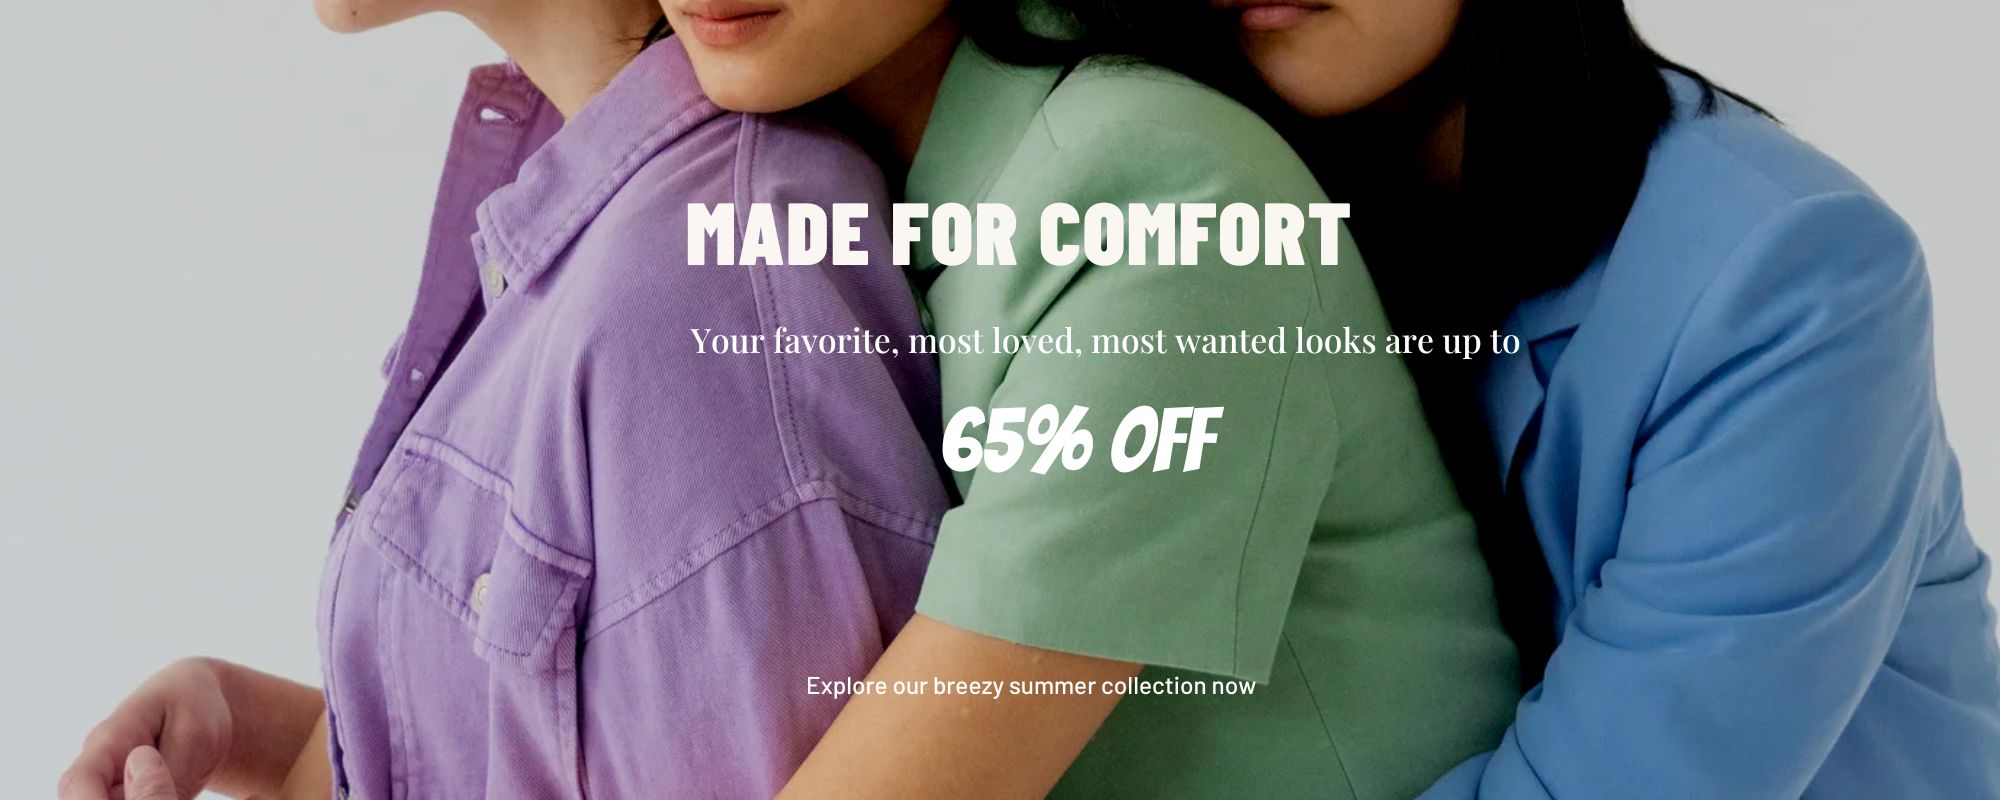 MADE FOR COMFORT
Your favorite, most loved, most wanted looks are up to
65% OFF
Explore our breezy summer collection now